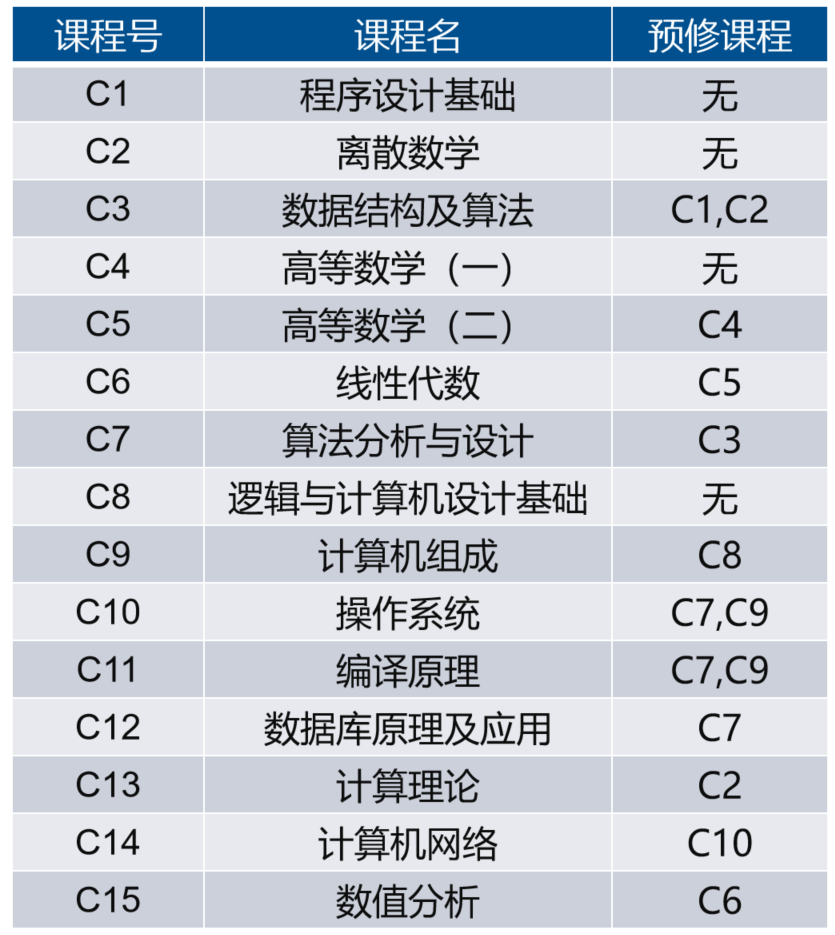 课程号 课程名 预修课程
C1 程序设计基础 无
C2 离散数学 无
C3 数据结构及算法 C1,C2
C4 高等数学（一） 无
C5 高等数学（二） C4
C6 线性代数 C5
C7 算法分析与设计 C3
C8 逻辑与计算机设计基础 无
C9 计算机组成 C8
C10 操作系统 C7,C9
C11 编译原理 C7,C9
C12 数据库原理及应用 C7
C13 计算理论 C2
C14 计算机网络 C10
C15 数值分析 C6